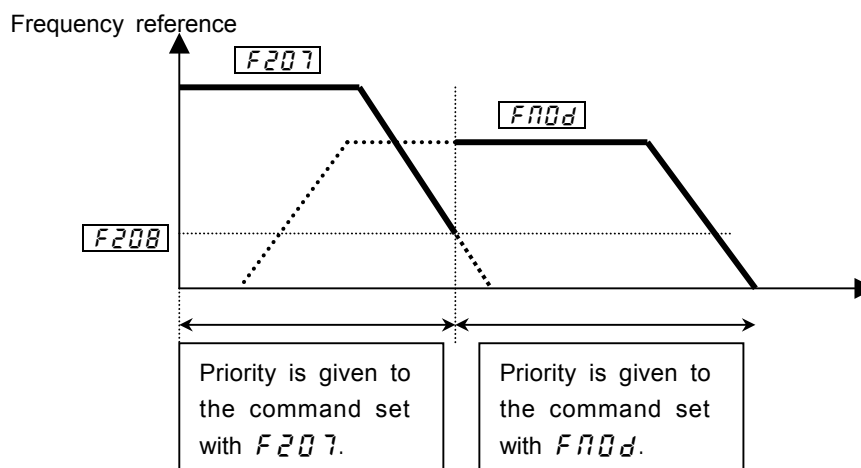 Frequency reference
F207
FMOd
F208
Priority is given to
the command set
with F207.
Priority is given to
the command set
with FMOd.